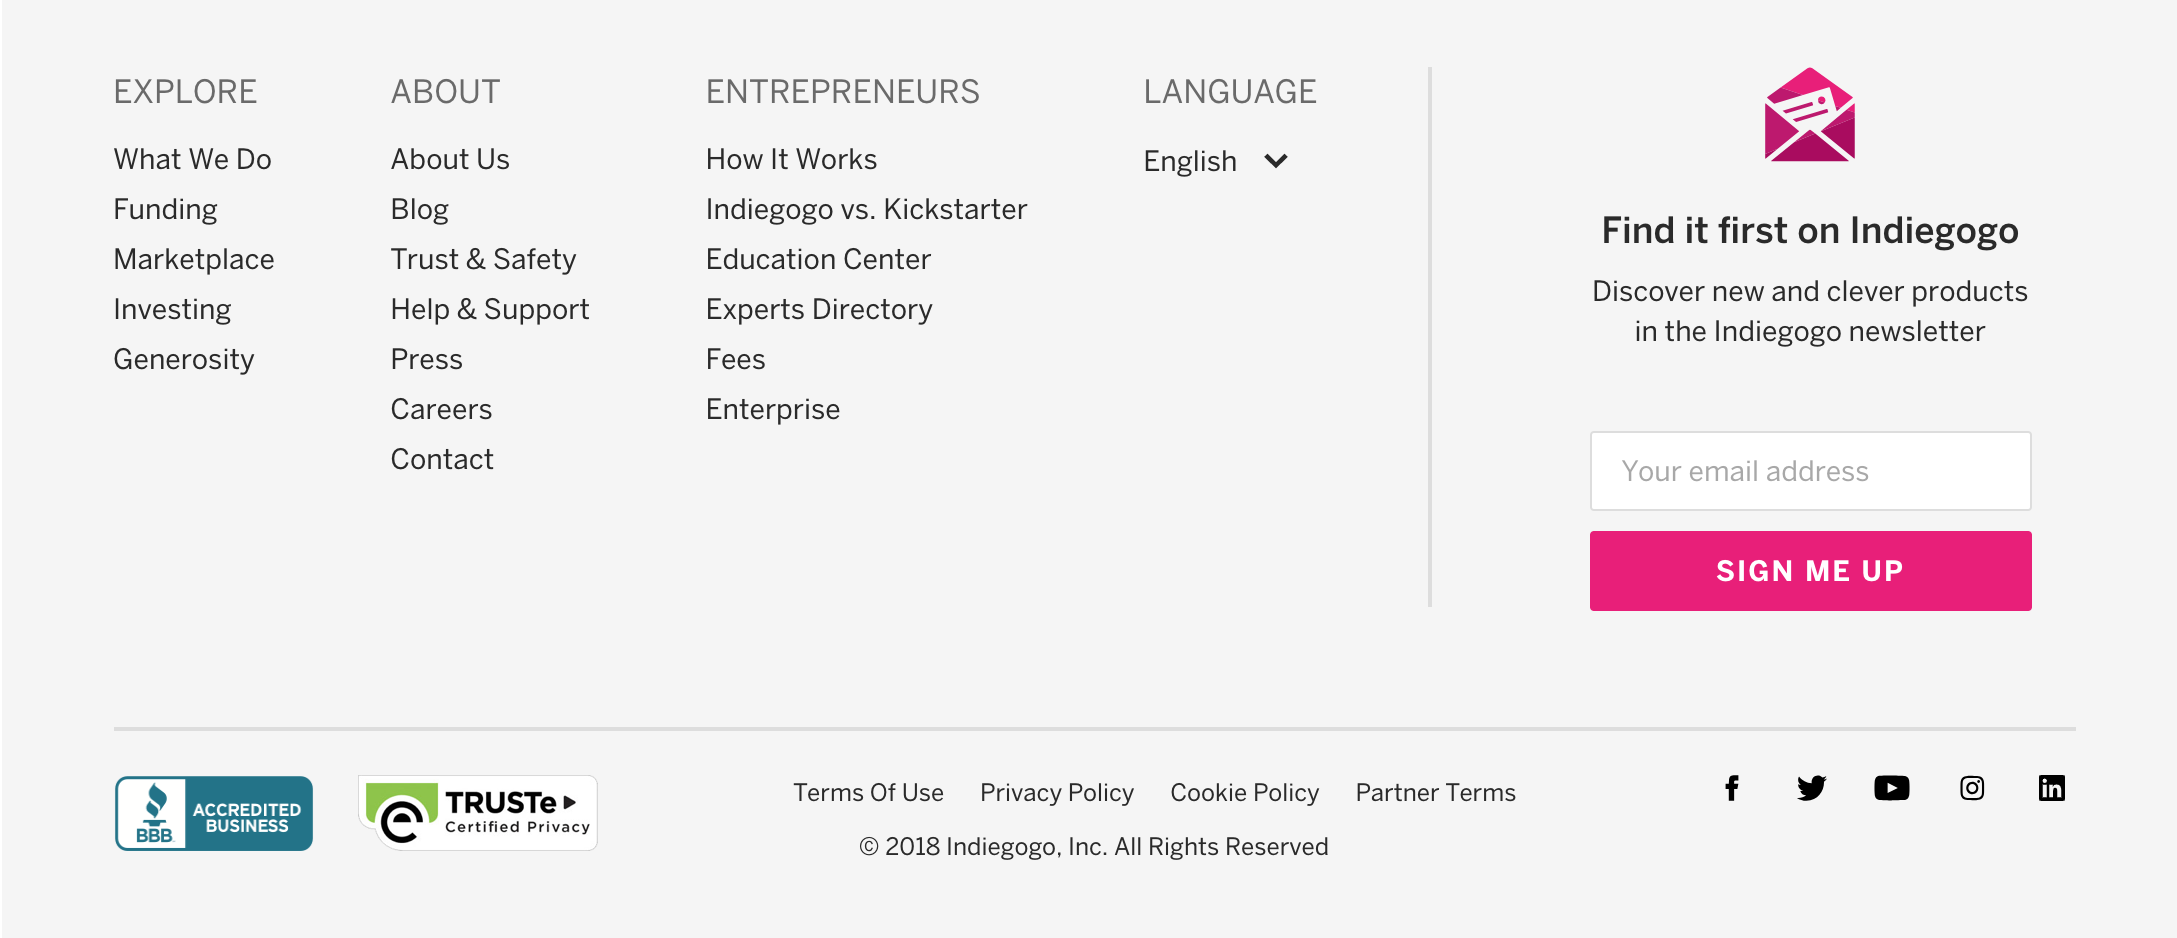 EXPLORE
What We Do
Funding
Marketplace
Investing
Generosity
ABOUT
About Us
Blog
Trust & Safety
Help & Support
Press
Careers
Contact
ENTREPRENEURS
How It Works
Indiegogo vs. Kickstarter
Education Center
Experts Directory
Fees
Enterprise
LANGUAGE
English
Find it first on Indiegogo
Discover new and clever products
in the Indiegogo newsletter
Your email address
SIGN ME UP
BBB
ACCREDITED
BUSINESS
e
TRUSTe
Certified Privacy
Terms Of Use Privacy Policy Cookie Policy Partner Terms
© 2018 Indiegogo, Inc. All Rights Reserved
f
in